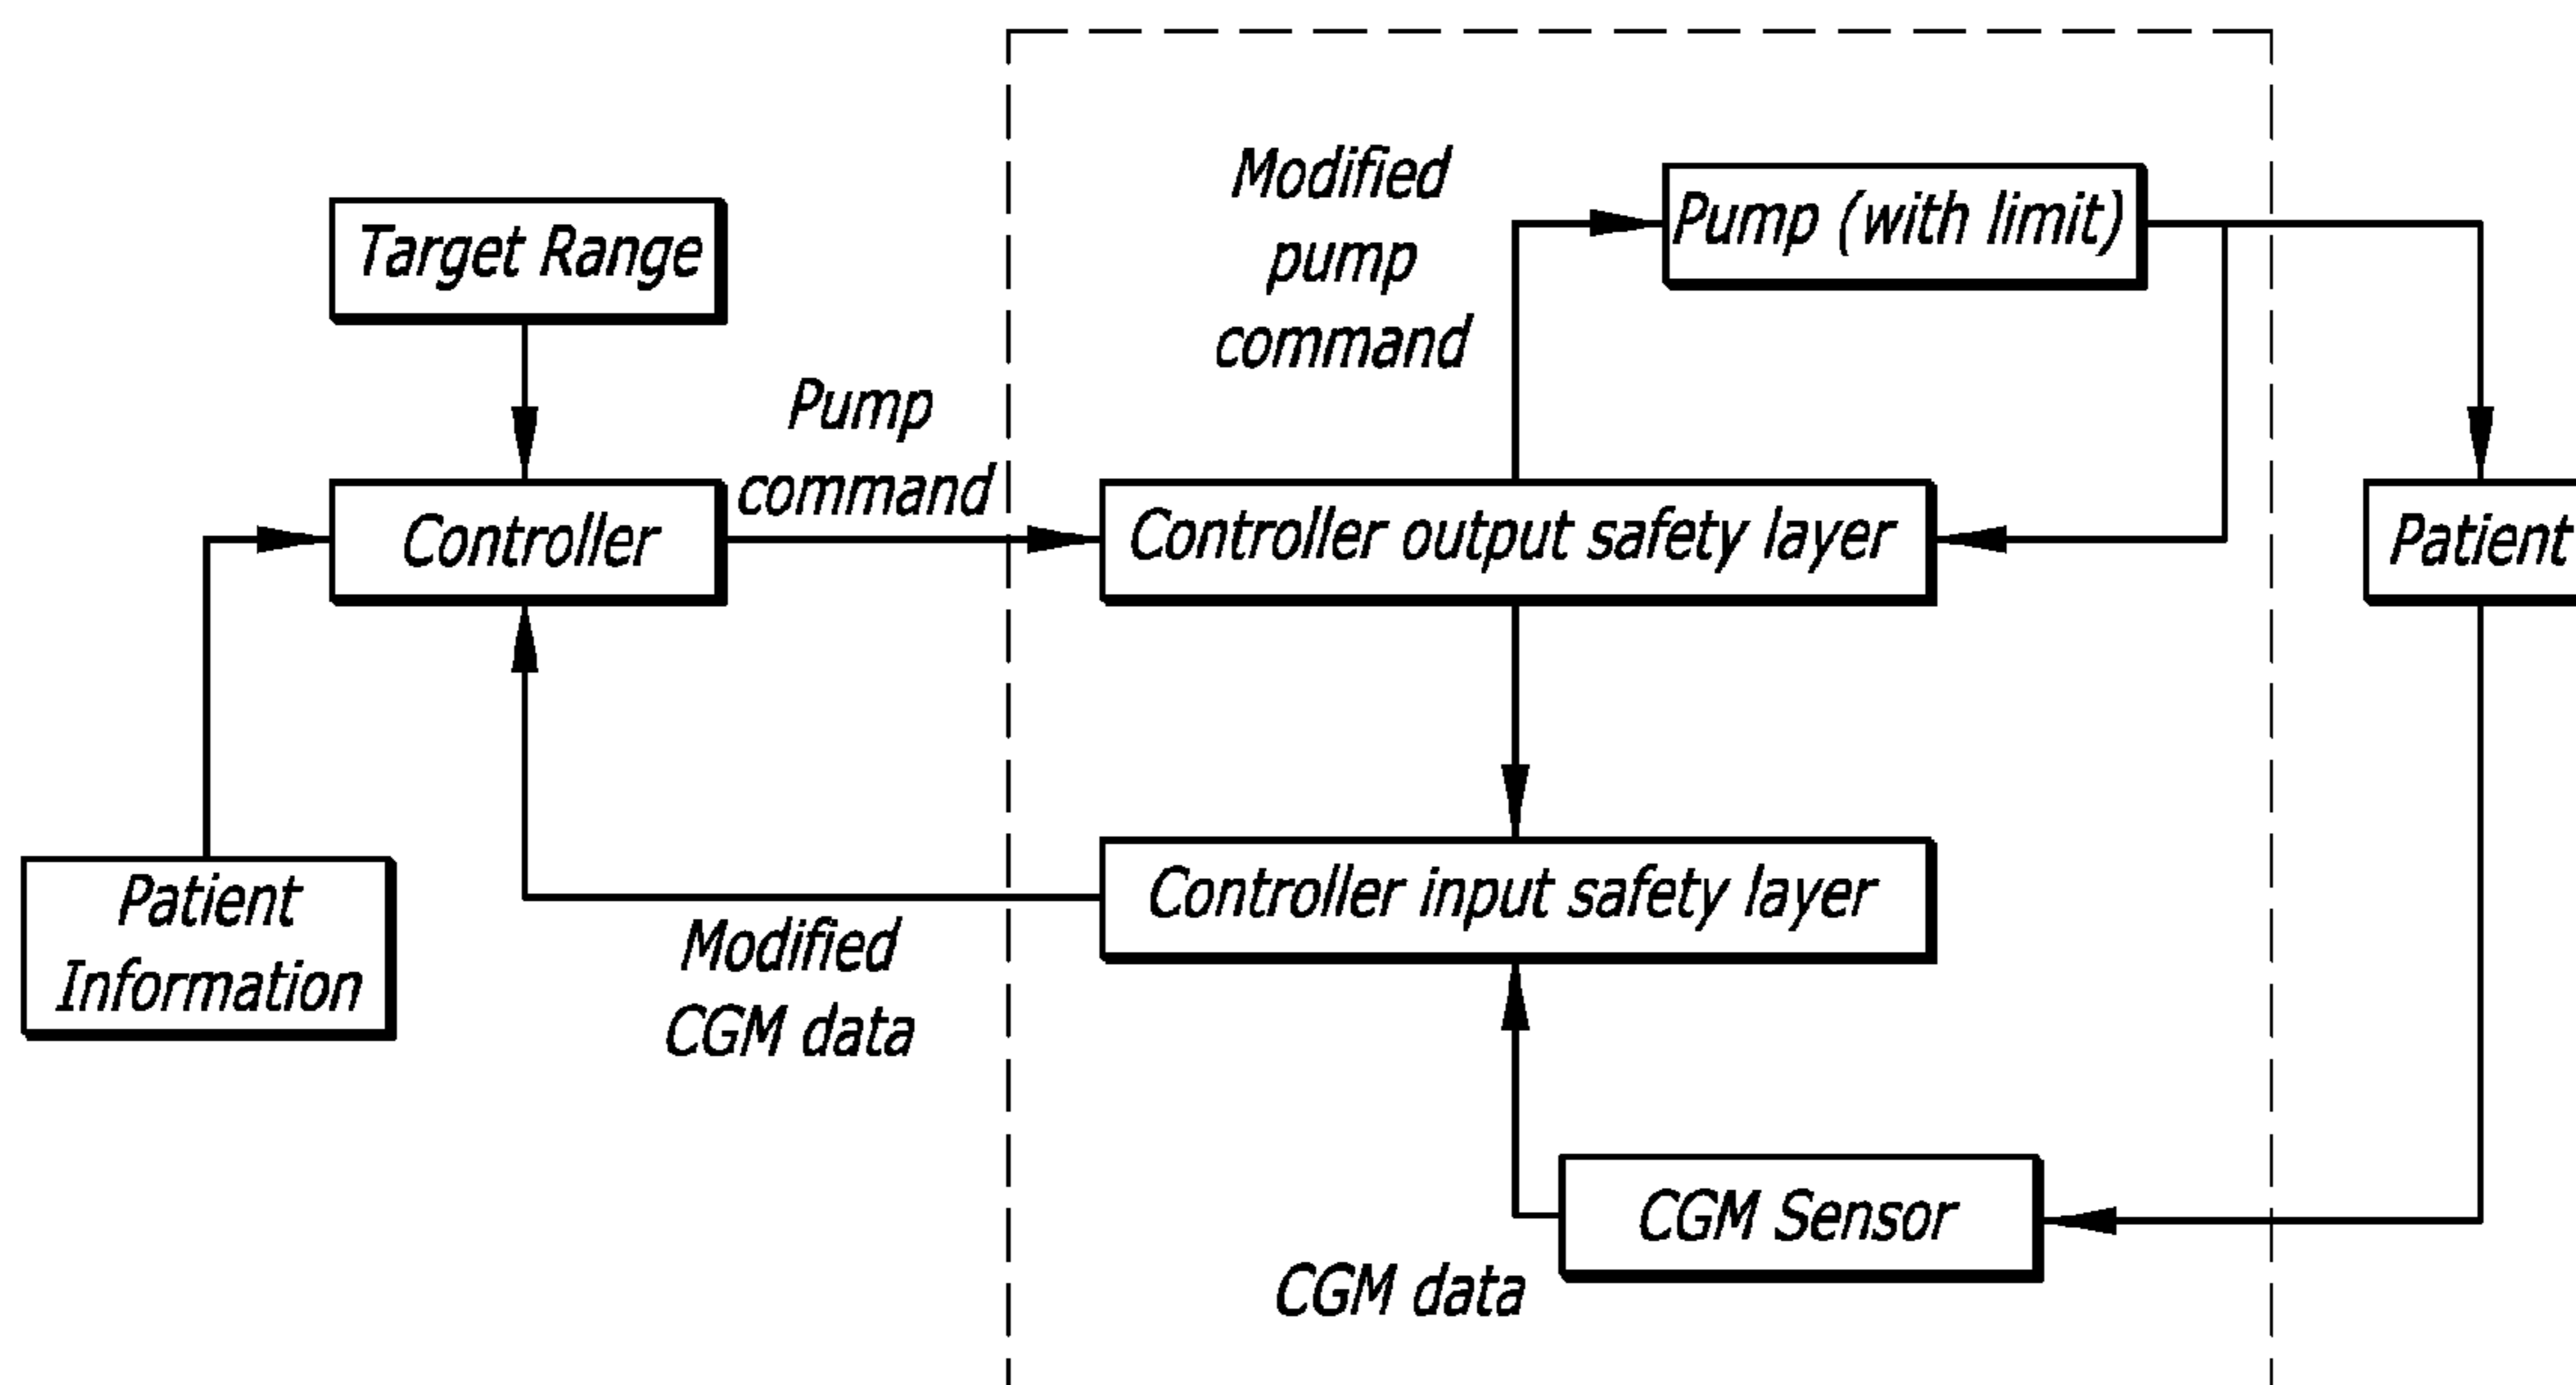 Modified
pump
command
Pump (with limit)
Target Range
Pump
command
Controller
Controller output safety layer
Patient
Controller input safety layer
Patient
Information
Modified
CGM data
CGM Sensor
CGM data